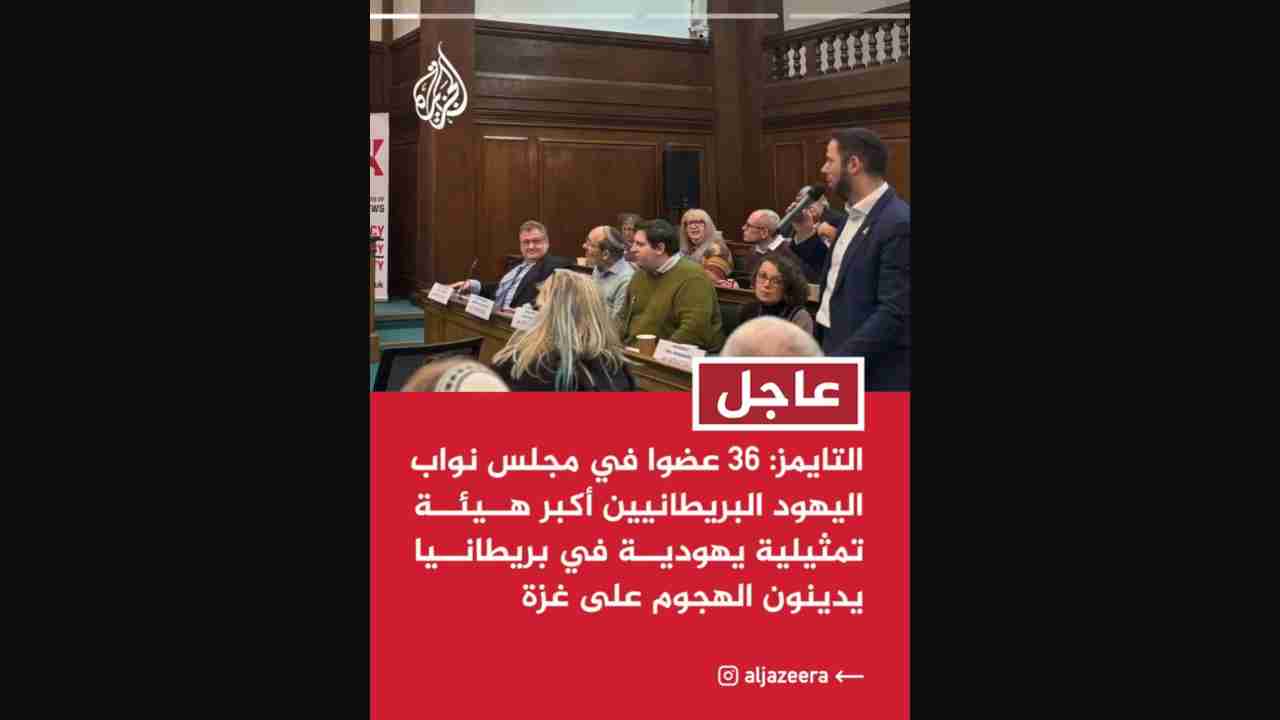 الجزيرة
عاجل
التايمز: 36 عضوا في مجلس نواب
اليهود البريطانيين أكبر هيئة
تمثيلية يهودية في بريطانيا
يدينون الهجوم على غزة
aljazeera